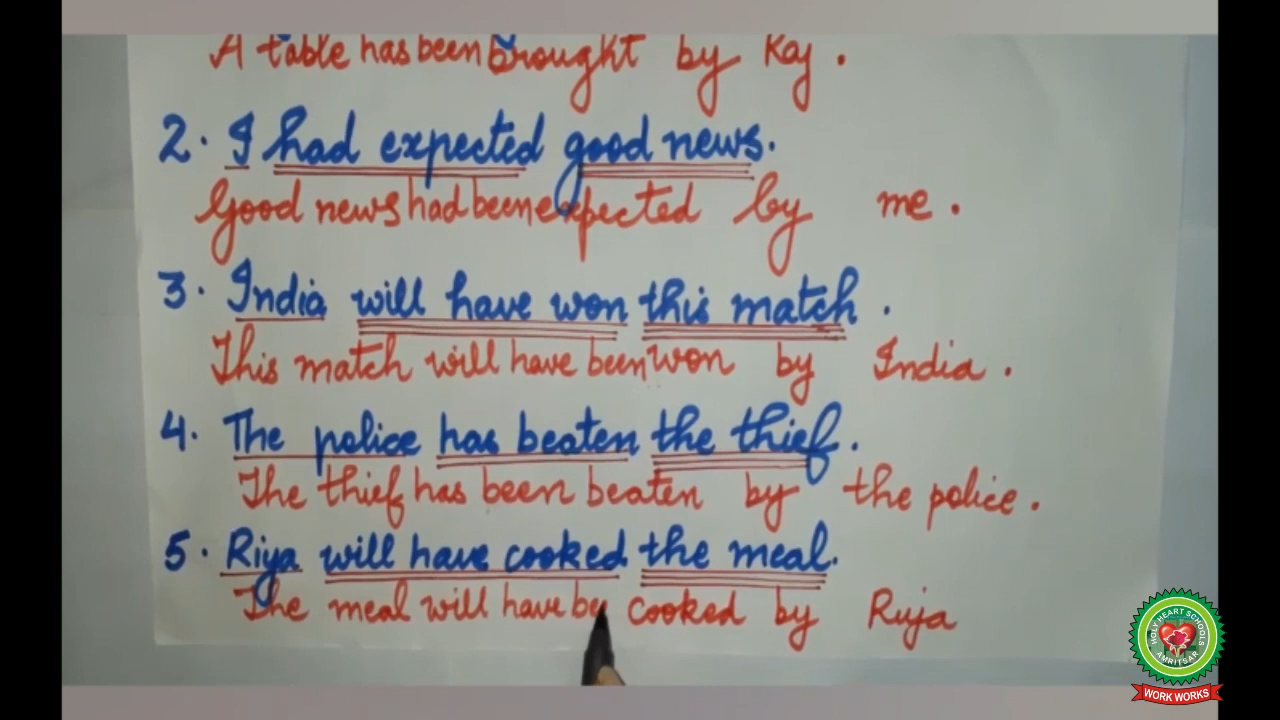 A table has been brought by Raj.
2. I had expected good news.
Good news had been expected by me.
3. India will have won this match.
This match will have been won by India.
4. The police has beaten the thief.
The thief has been beaten by the police.
5. Riya will have cooked the meal.
The meal will have be cooked by Ruja
HOLY HEART SCHOOLS
AMRITSAR
WORK WORKS